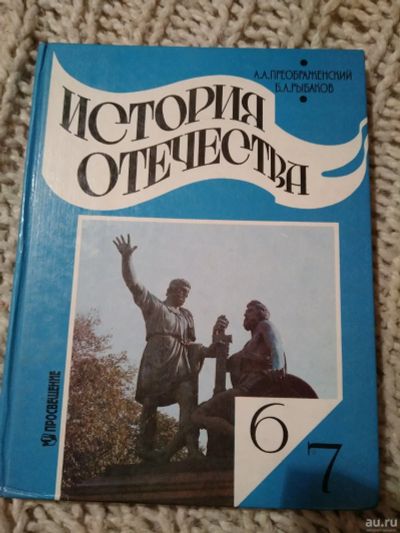 А.А.ПРЕОБРАЖЕНСКИЙ
Б.А.РЫБАКОВ
ИСТОРИЯ
ОТЕЧЕСТВА
ПРОСВЕЩЕНИЕ
6
7
au.ru